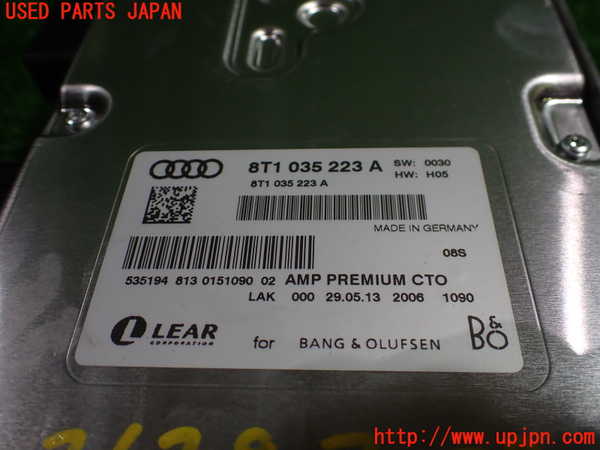 USED PARTS JAPAN
8T1 035 223 A SW: 0030
8T1 035 223 A HW: H05
MADE IN GERMANY
08S
535194 813 0151090 02 AMP PREMIUM CTO
LAK 000 29.05.13 2006 1090
LEAR
CORPORATION
for BANG & OLUFSEN B&O
http://www.upjpn.com